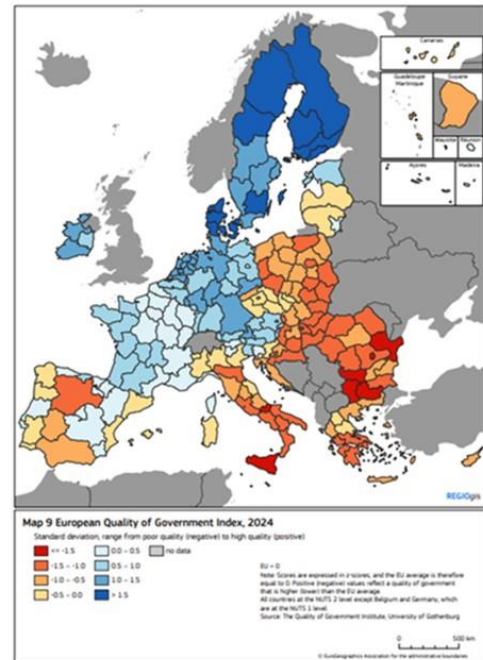 Canarias
Guadeloupe
Martinique
Guyane
Mayotte
Réunion
Açores
Madeira
REGIOgis
Map 9 European Quality of Government Index, 2024
Standard deviation, range from poor quality (negative) to high quality (positive)
<= -1.5
-1.5 – -1.0
-1.0 – -0.5
-0.5 – 0.0
0.0 – 0.5
0.5 – 1.0
1.0 – 1.5
> 1.5
no data
EU = 0
Note: Scores are expressed in z-scores, and the EU average is therefore
equal to 0. Positive (negative) values reflect a quality of government
that is higher (lower) than the EU average.
All countries at the NUTS 2 level except Belgium and Germany, which
are at the NUTS 1 level.
Source: The Quality of Government Institute, University of Gothenburg
0 500 km
© EuroGeographics Association for the administrative boundaries